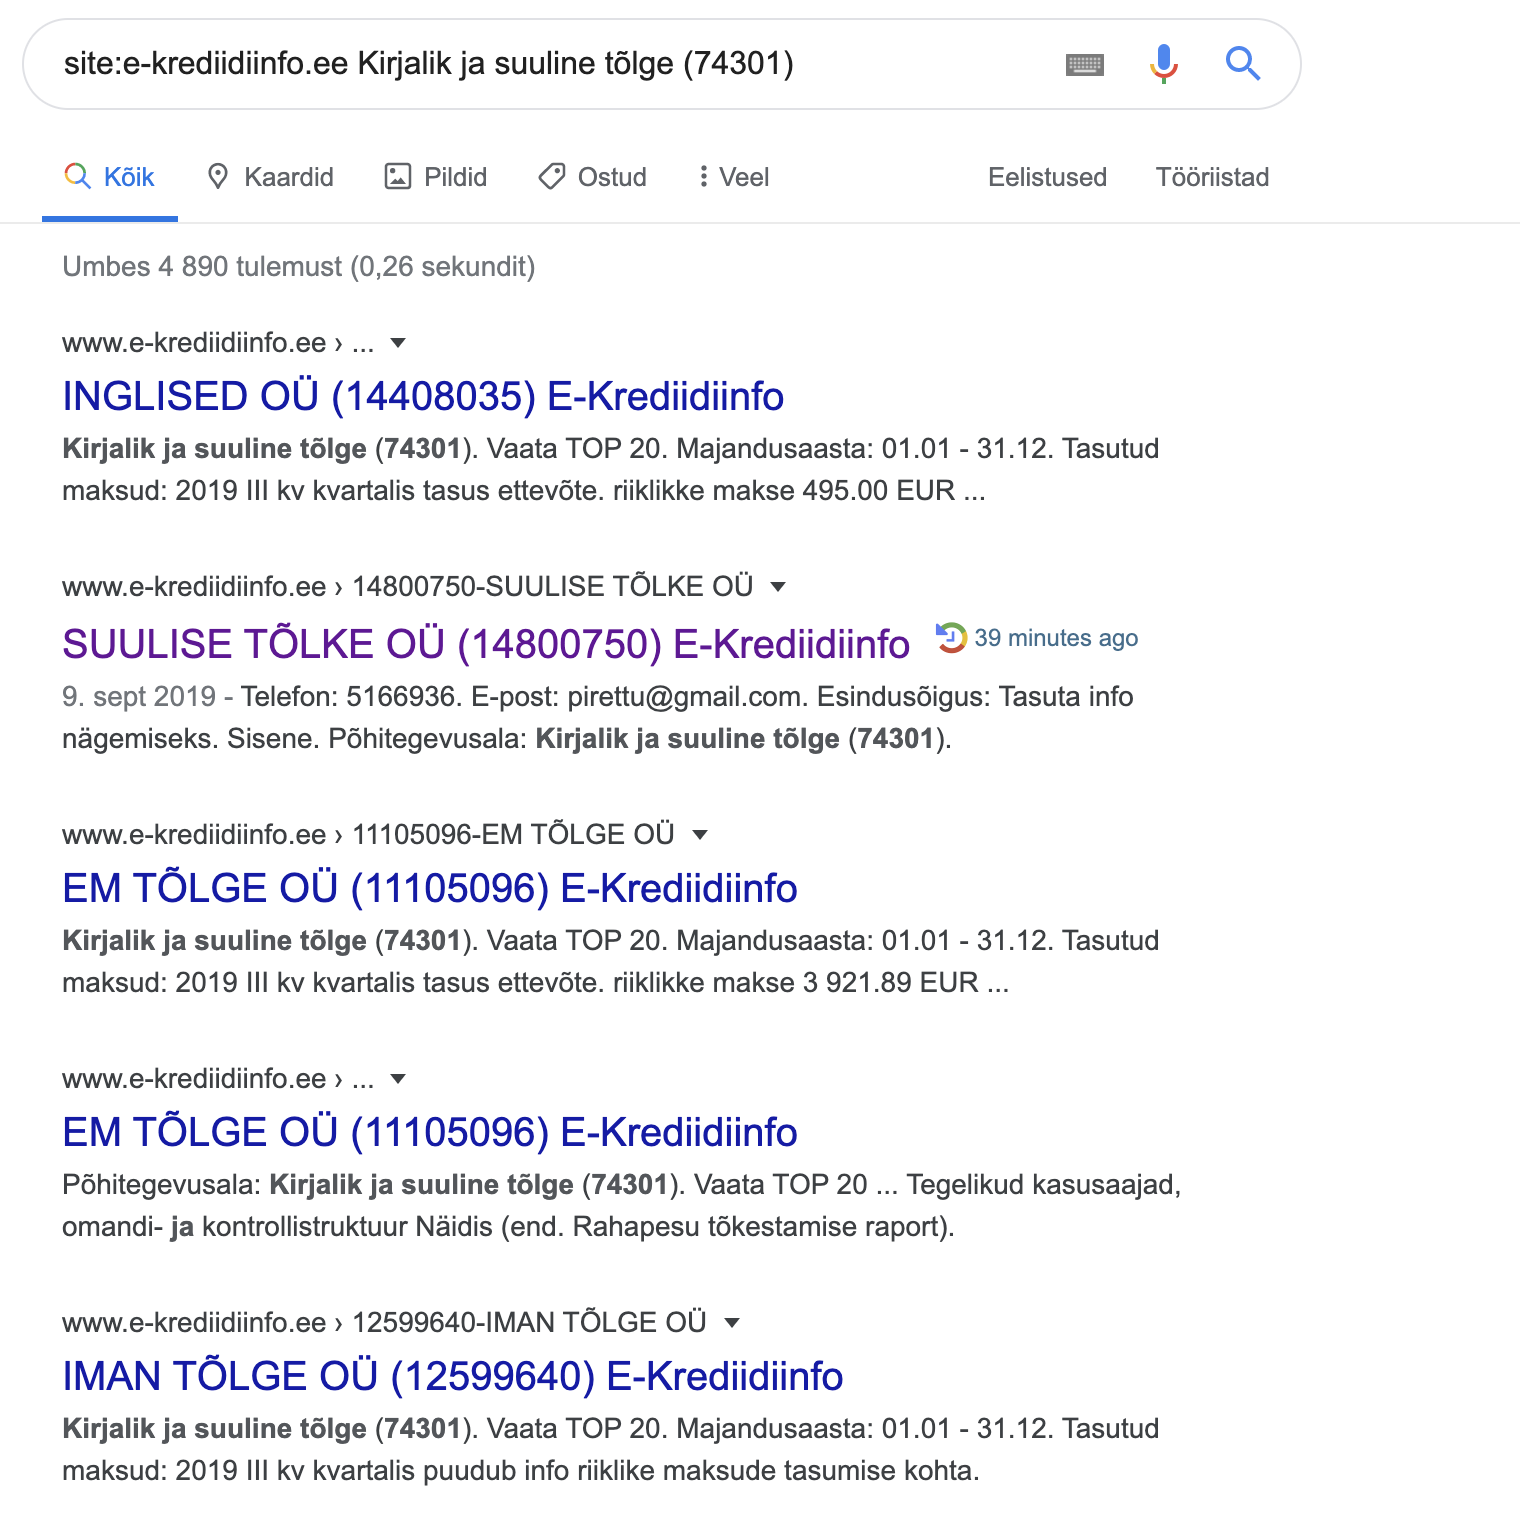 site:e-krediidiinfo.ee Kirjalik ja suuline tõlge (74301)
Kõik Kaardid Pildid Ostud Veel Eelistused Tööriistad
Umbes 4 890 tulemust (0,26 sekundit)
www.e-krediidiinfo.ee › ...
INGLISED OÜ (14408035) E-Krediidiinfo
Kirjalik ja suuline tõlge (74301). Vaata TOP 20. Majandusaasta: 01.01 - 31.12. Tasutud
maksud: 2019 III kv kvartalis tasus ettevõte. riiklikke makse 495.00 EUR ...
www.e-krediidiinfo.ee › 14800750-SUULISE TÕLKE OÜ
SUULISE TÕLKE OÜ (14800750) E-Krediidiinfo 39 minutes ago
9. sept 2019 - Telefon: 5166936. E-post: pirettu@gmail.com. Esindusõigus: Tasuta info
nägemiseks. Sisene. Põhitegevusala: Kirjalik ja suuline tõlge (74301).
www.e-krediidiinfo.ee › 11105096-EM TÕLGE OÜ
EM TÕLGE OÜ (11105096) E-Krediidiinfo
Kirjalik ja suuline tõlge (74301). Vaata TOP 20. Majandusaasta: 01.01 - 31.12. Tasutud
maksud: 2019 III kv kvartalis tasus ettevõte. riiklikke makse 3 921.89 EUR ...
www.e-krediidiinfo.ee › ...
EM TÕLGE OÜ (11105096) E-Krediidiinfo
Põhitegevusala: Kirjalik ja suuline tõlge (74301). Vaata TOP 20 ... Tegelikud kasusaajad,
omandi- ja kontrollistruktuur Näidis (end. Rahapesu tõkestamise raport).
www.e-krediidiinfo.ee › 12599640-IMAN TÕLGE OÜ
IMAN TÕLGE OÜ (12599640) E-Krediidiinfo
Kirjalik ja suuline tõlge (74301). Vaata TOP 20. Majandusaasta: 01.01 - 31.12. Tasutud
maksud: 2019 III kv kvartalis puudub info riiklike maksude tasumise kohta.